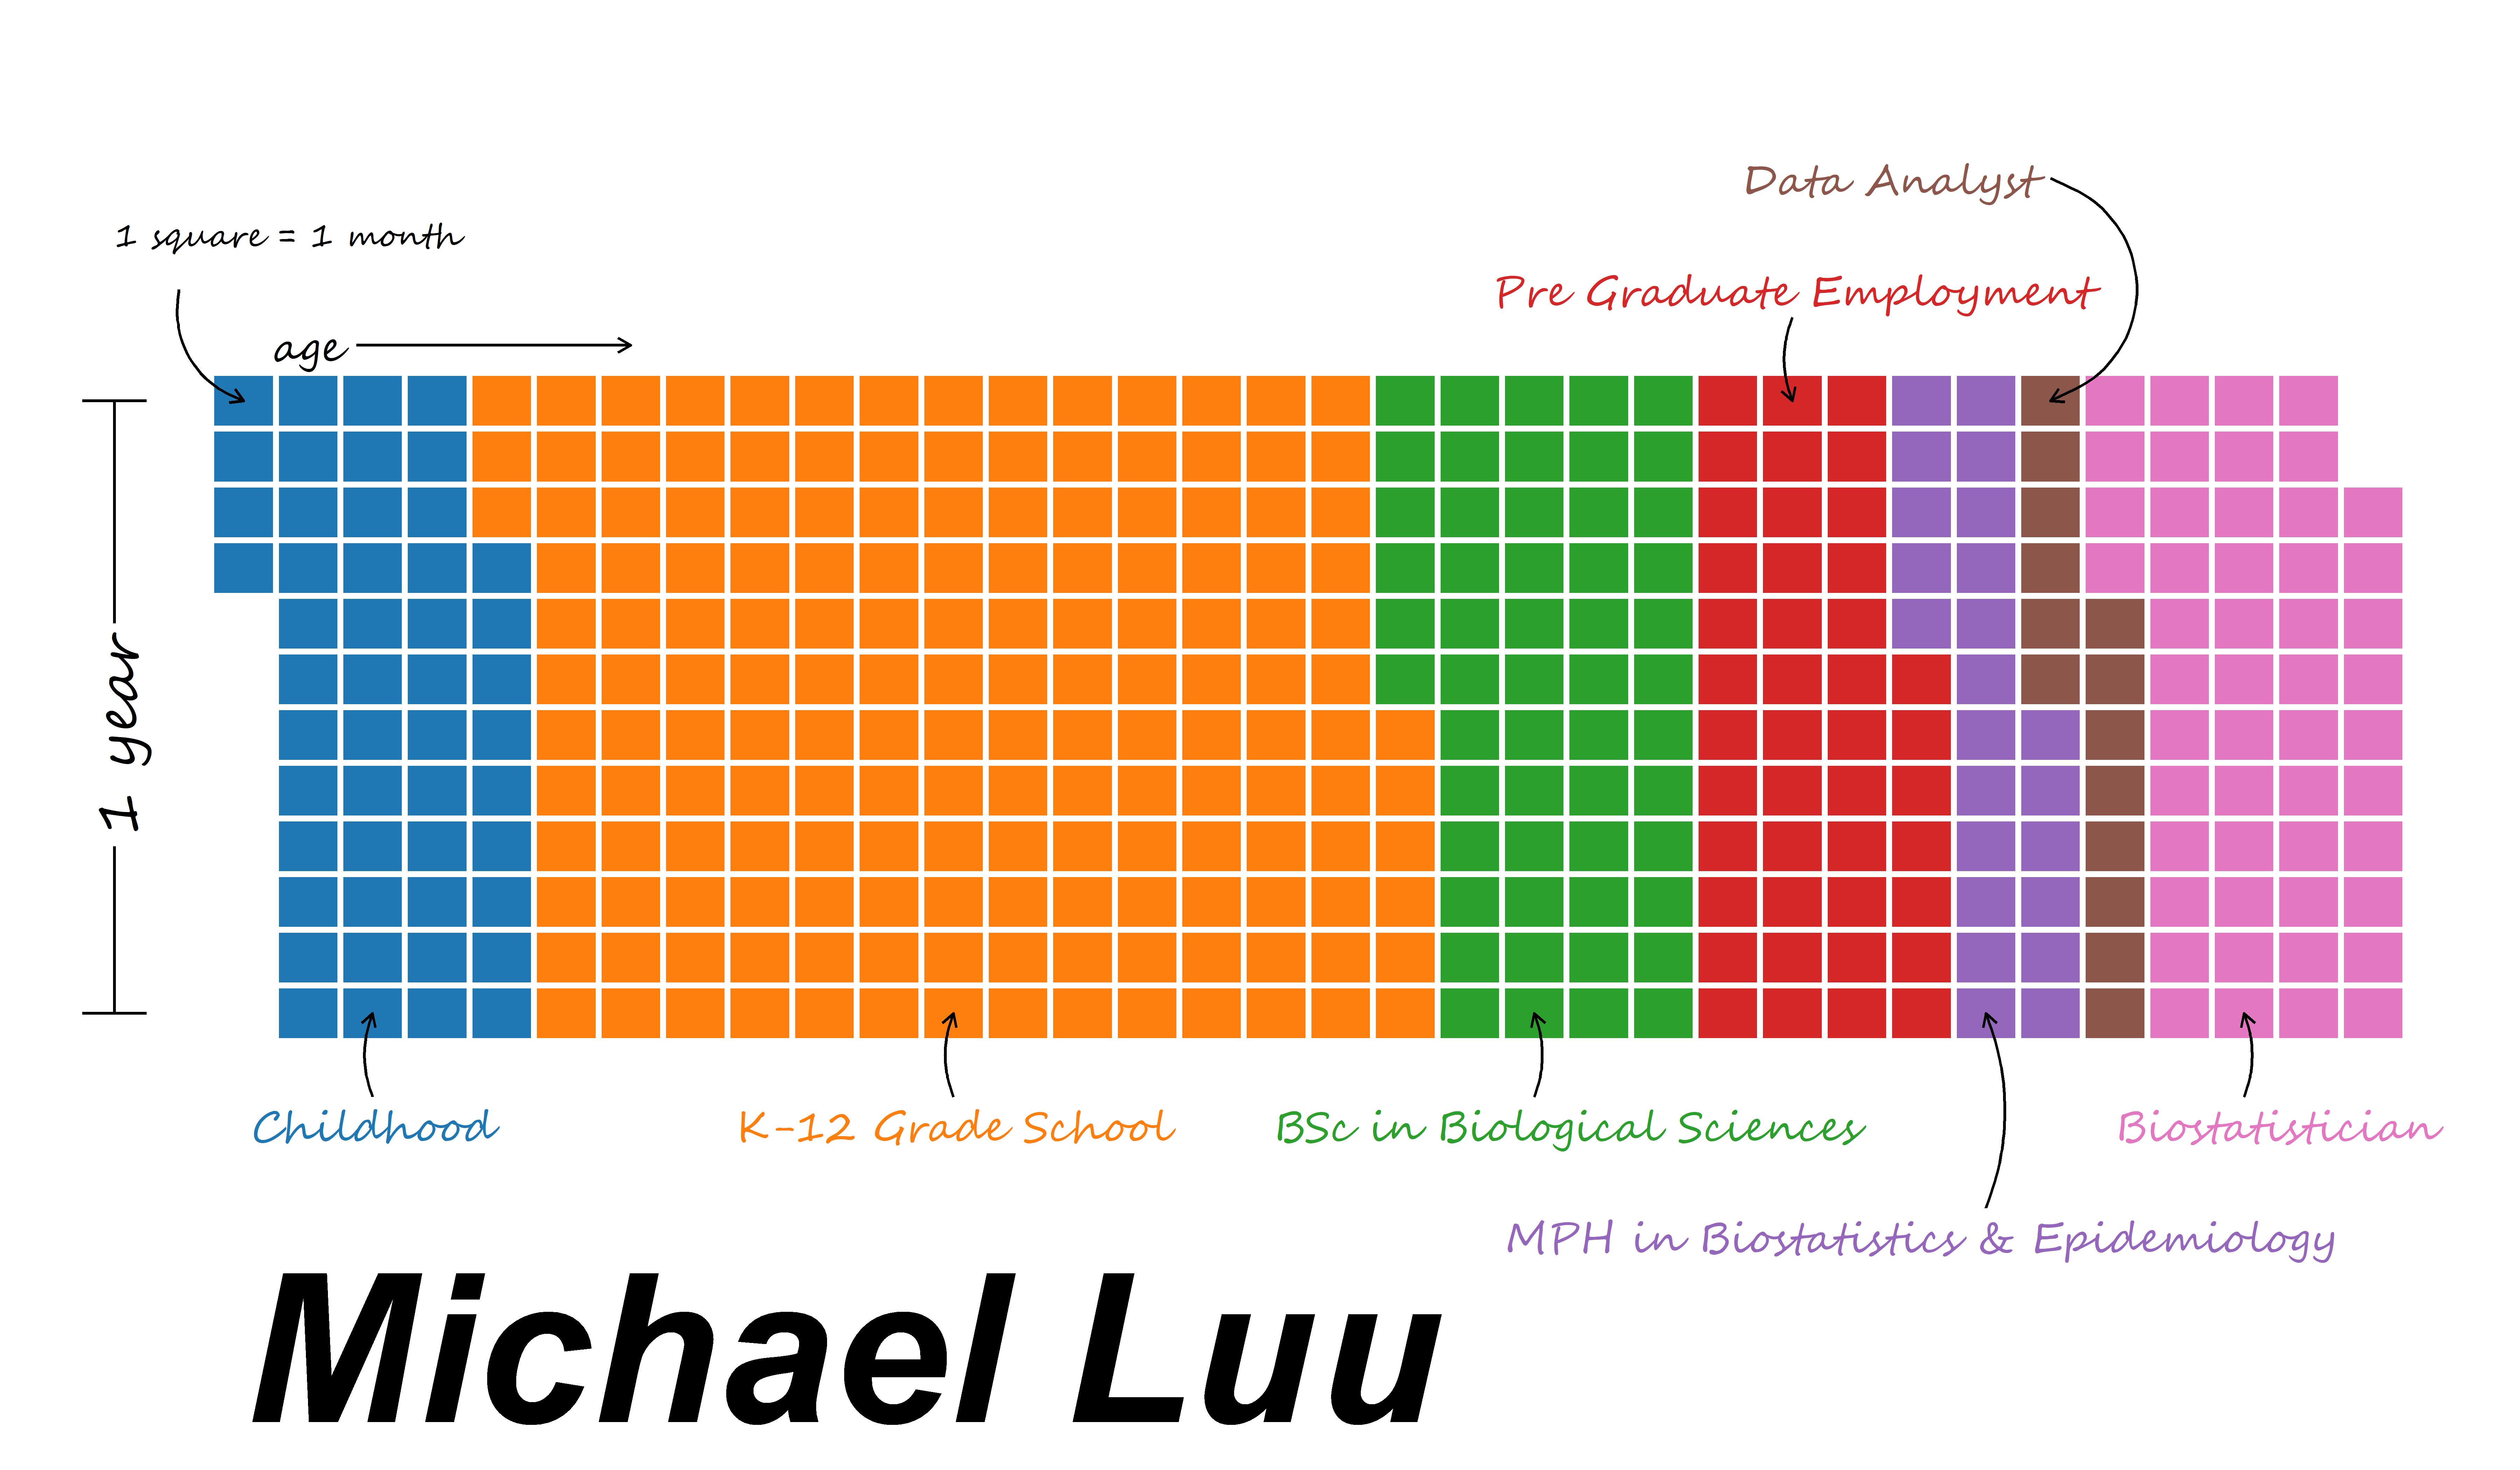 Data Analyst
1 square = 1 month
Pre Graduate Employment
age
1 year
Childhood
K-12 Grade School
BSc in Biological Sciences
Biostatistician
MPH in Biostatistics & Epidemiology
Michael Luu